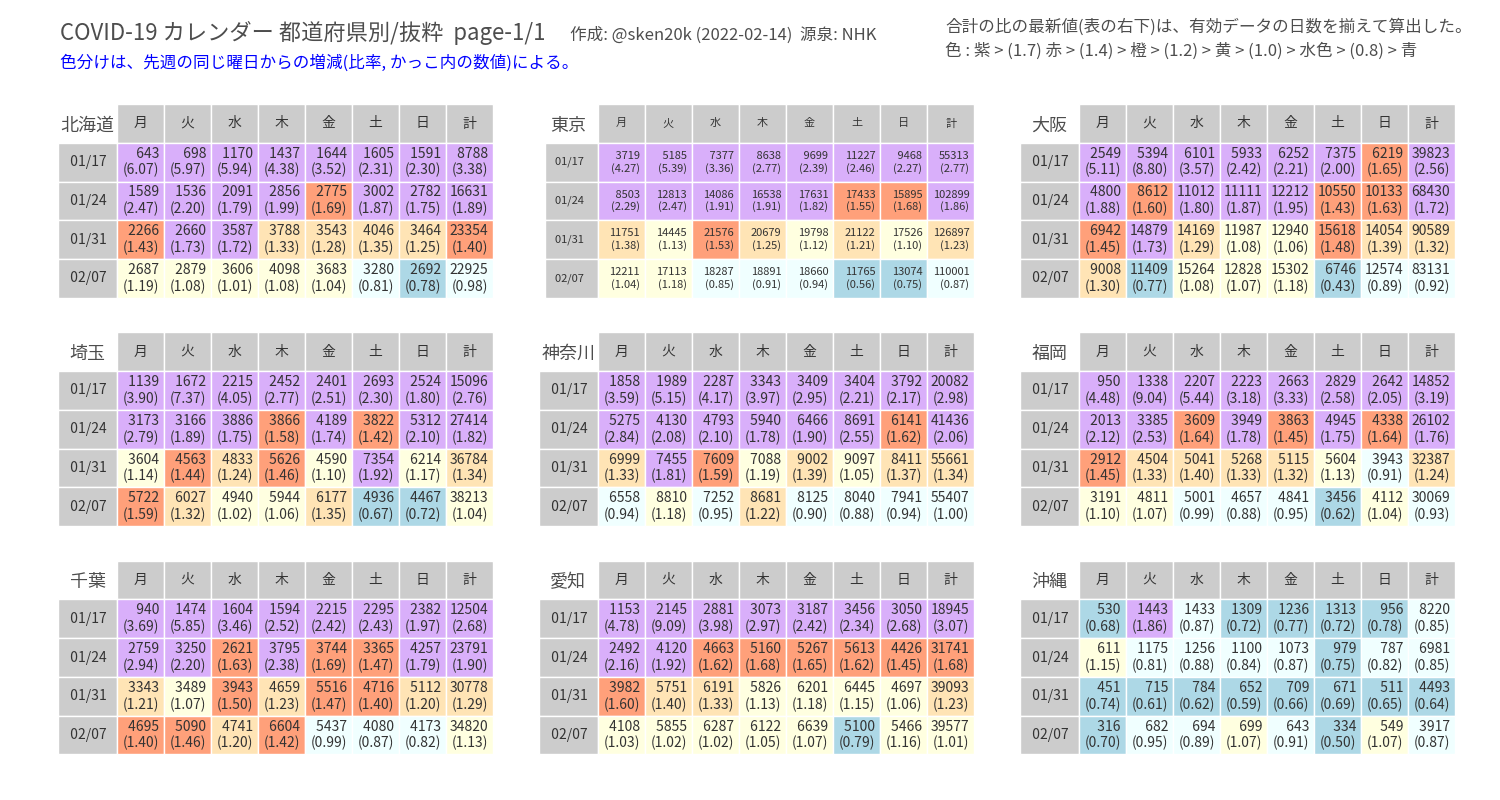 COVID-19 カレンダー 都道府県別/抜粋 page-1/1 作成: @sken20k (2022-02-14) 源泉: NHK
合計の比の最新値(表の右下)は、有効データの日数を揃えて算出した。
色分けは、先週の同じ曜日からの増減(比率, かっこ内の数値)による。
色 : 紫 > (1.7) 赤 > (1.4) > 橙 > (1.2) > 黄 > (1.0) > 水色 > (0.8) > 青
北海道 月 火 水 木 金 土 日 計
01/17 643 698 1170 1437 1644 1605 1591 8788
(6.07) (5.97) (5.94) (4.38) (3.52) (2.31) (2.30) (3.38)
01/24 1589 1536 2091 2856 2775 3002 2782 16631
(2.47) (2.20) (1.79) (1.99) (1.69) (1.87) (1.75) (1.89)
01/31 2266 2660 3587 3788 3543 4046 3464 23354
(1.43) (1.73) (1.72) (1.33) (1.28) (1.35) (1.25) (1.40)
02/07 2687 2879 3606 4098 3683 3280 2692 22925
(1.19) (1.08) (1.01) (1.08) (1.04) (0.81) (0.78) (0.98)
東京 月 火 水 木 金 土 日 計
01/17 3719 5185 7377 8638 9699 11227 9468 55313
(4.27) (5.39) (3.36) (2.77) (2.39) (2.46) (2.27) (2.77)
01/24 8503 12813 14086 16538 17631 17433 15895 102899
(2.29) (2.47) (1.91) (1.91) (1.82) (1.55) (1.68) (1.86)
01/31 11751 14445 21576 20679 19798 21122 17526 126897
(1.38) (1.13) (1.53) (1.25) (1.12) (1.21) (1.10) (1.23)
02/07 12211 17113 18287 18891 18660 11765 13074 110001
(1.04) (1.18) (0.85) (0.91) (0.94) (0.56) (0.75) (0.87)
大阪 月 火 水 木 金 土 日 計
01/17 2549 5394 6101 5933 6252 7375 6219 39823
(5.11) (8.80) (3.57) (2.42) (2.21) (2.00) (1.65) (2.56)
01/24 4800 8612 11012 11111 12212 10550 10133 68430
(1.88) (1.60) (1.80) (1.87) (1.95) (1.43) (1.63) (1.72)
01/31 6942 14879 14169 11987 12940 15618 14054 90589
(1.45) (1.73) (1.29) (1.08) (1.06) (1.48) (1.39) (1.32)
02/07 9008 11409 15264 12828 15302 6746 12574 83131
(1.30) (0.77) (1.08) (1.07) (1.18) (0.43) (0.89) (0.92)
埼玉 月 火 水 木 金 土 日 計
01/17 1139 1672 2215 2452 2401 2693 2524 15096
(3.90) (7.37) (4.05) (2.77) (2.51) (2.30) (1.80) (2.76)
01/24 3173 3166 3886 3866 4189 3822 5312 27414
(2.79) (1.89) (1.75) (1.58) (1.74) (1.42) (2.10) (1.82)
01/31 3604 4563 4833 5626 4590 7354 6214 36784
(1.14) (1.44) (1.24) (1.46) (1.10) (1.92) (1.17) (1.34)
02/07 5722 6027 4940 5944 6177 4936 4467 38213
(1.59) (1.32) (1.02) (1.06) (1.35) (0.67) (0.72) (1.04)
神奈川 月 火 水 木 金 土 日 計
01/17 1858 1989 2287 3343 3409 3404 3792 20082
(3.59) (5.15) (4.17) (3.97) (2.95) (2.21) (2.17) (2.98)
01/24 5275 4130 4793 5940 6466 8691 6141 41436
(2.84) (2.08) (2.10) (1.78) (1.90) (2.55) (1.62) (2.06)
01/31 6999 7455 7609 7088 9002 9097 8411 55661
(1.33) (1.81) (1.59) (1.19) (1.39) (1.05) (1.37) (1.34)
02/07 6558 8810 7252 8681 8125 8040 7941 55407
(0.94) (1.18) (0.95) (1.22) (0.90) (0.88) (0.94) (1.00)
福岡 月 火 水 木 金 土 日 計
01/17 950 1338 2207 2223 2663 2829 2642 14852
(4.48) (9.04) (5.44) (3.18) (3.33) (2.58) (2.05) (3.19)
01/24 2013 3385 3609 3949 3863 4945 4338 26102
(2.12) (2.53) (1.64) (1.78) (1.45) (1.75) (1.64) (1.76)
01/31 2912 4504 5041 5268 5115 5604 3943 32387
(1.45) (1.33) (1.40) (1.33) (1.32) (1.13) (0.91) (1.24)
02/07 3191 4811 5001 4657 4841 3456 4112 30069
(1.10) (1.07) (0.99) (0.88) (0.95) (0.62) (1.04) (0.93)
千葉 月 火 水 木 金 土 日 計
01/17 940 1474 1604 1594 2215 2295 2382 12504
(3.69) (5.85) (3.46) (2.52) (2.42) (2.43) (1.97) (2.68)
01/24 2759 3250 2621 3795 3744 3365 4257 23791
(2.94) (2.20) (1.63) (2.38) (1.69) (1.47) (1.79) (1.90)
01/31 3343 3489 3943 4659 5516 4716 5112 30778
(1.21) (1.07) (1.50) (1.23) (1.47) (1.40) (1.20) (1.29)
02/07 4695 5090 4741 6604 5437 4080 4173 34820
(1.40) (1.46) (1.20) (1.42) (0.99) (0.87) (0.82) (1.13)
愛知 月 火 水 木 金 土 日 計
01/17 1153 2145 2881 3073 3187 3456 3050 18945
(4.78) (9.09) (3.98) (2.97) (2.42) (2.34) (2.68) (3.07)
01/24 2492 4120 4663 5160 5267 5613 4426 31741
(2.16) (1.92) (1.62) (1.68) (1.65) (1.62) (1.45) (1.68)
01/31 3982 5751 6191 5826 6201 6445 4697 39093
(1.60) (1.40) (1.33) (1.13) (1.18) (1.15) (1.06) (1.23)
02/07 4108 5855 6287 6122 6639 5100 5466 39577
(1.03) (1.02) (1.02) (1.05) (1.07) (0.79) (1.16) (1.01)
沖縄 月 火 水 木 金 土 日 計
01/17 530 1443 1433 1309 1236 1313 956 8220
(0.68) (1.86) (0.87) (0.72) (0.77) (0.72) (0.78) (0.85)
01/24 611 1175 1256 1100 1073 979 787 6981
(1.15) (0.81) (0.88) (0.84) (0.87) (0.75) (0.82) (0.85)
01/31 451 715 784 652 709 671 511 4493
(0.74) (0.61) (0.62) (0.59) (0.66) (0.69) (0.65) (0.64)
02/07 316 682 694 699 643 334 549 3917
(0.70) (0.95) (0.89) (1.07) (0.91) (0.50) (1.07) (0.87)